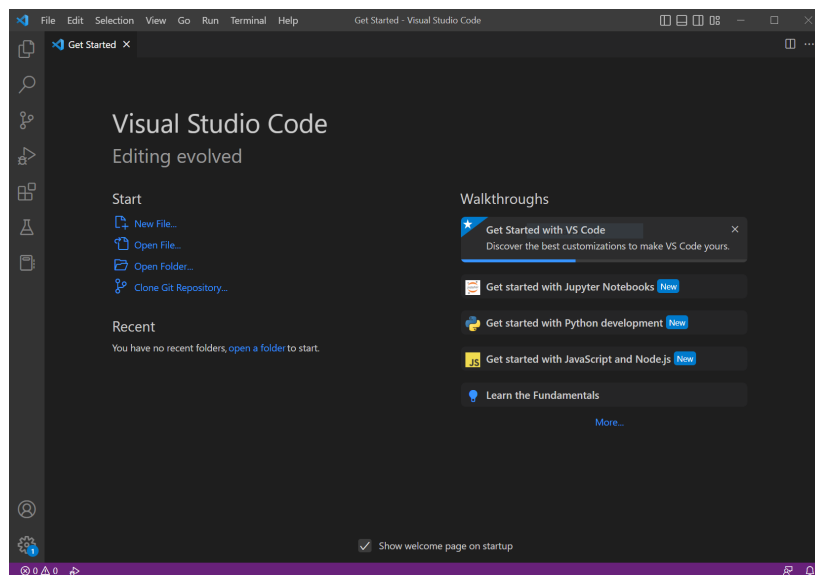 File Edit Selection View Go Run Terminal Help Get Started - Visual Studio Code
Get Started
Visual Studio Code
Editing evolved
Start
New File...
Open File...
Open Folder...
Clone Git Repository...
Recent
You have no recent folders, open a folder to start.
Walkthroughs
Get Started with VS Code
Discover the best customizations to make VS Code yours.
Get started with Jupyter Notebooks New
Get started with Python development New
JS Get started with JavaScript and Node.js New
Learn the Fundamentals
More...
Show welcome page on startup
1
0 0